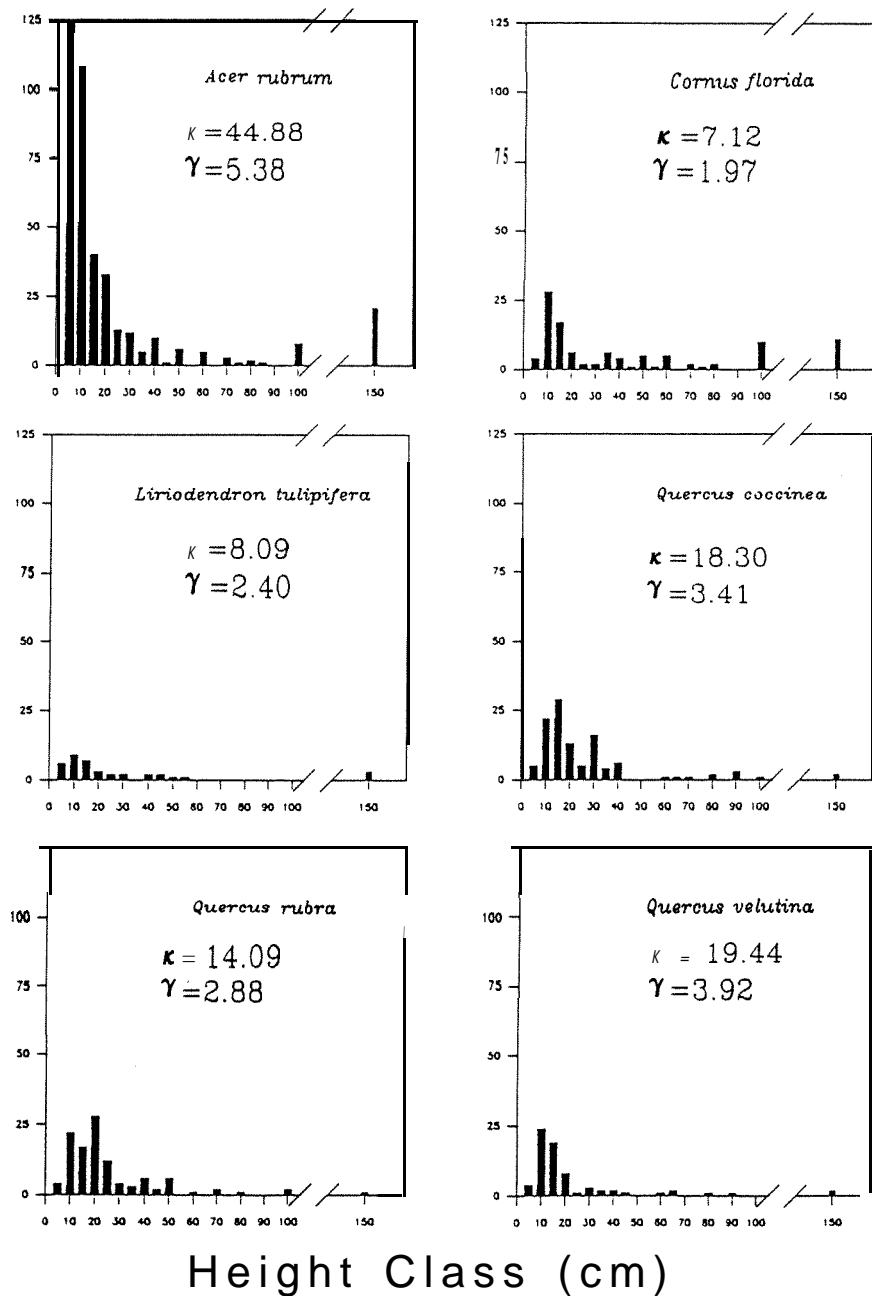 125
100
75
50
25
0
Acer rubrum
κ =44.88
γ =5.38
0 10 20 30 40 50 60 70 80 90 100 150
125
100
75
50
25
0
Cornus florida
κ =7.12
γ =1.97
0 10 20 30 40 50 60 70 80 90 100 150
125
100
75
50
25
0
Liriodendron tulipifera
κ =8.09
γ =2.40
0 10 20 30 40 50 60 70 80 90 100 150
125
100
75
50
25
0
Quercus coccinea
κ =18.30
γ =3.41
0 10 20 30 40 50 60 70 80 90 100 150
100
75
50
25
0
Quercus rubra
κ = 14.09
γ =2.88
0 10 20 30 40 50 60 70 80 90 100 150
100
75
50
25
0
Quercus velutina
κ = 19.44
γ =3.92
0 10 20 30 40 50 60 70 80 90 100 150
Height Class (cm)